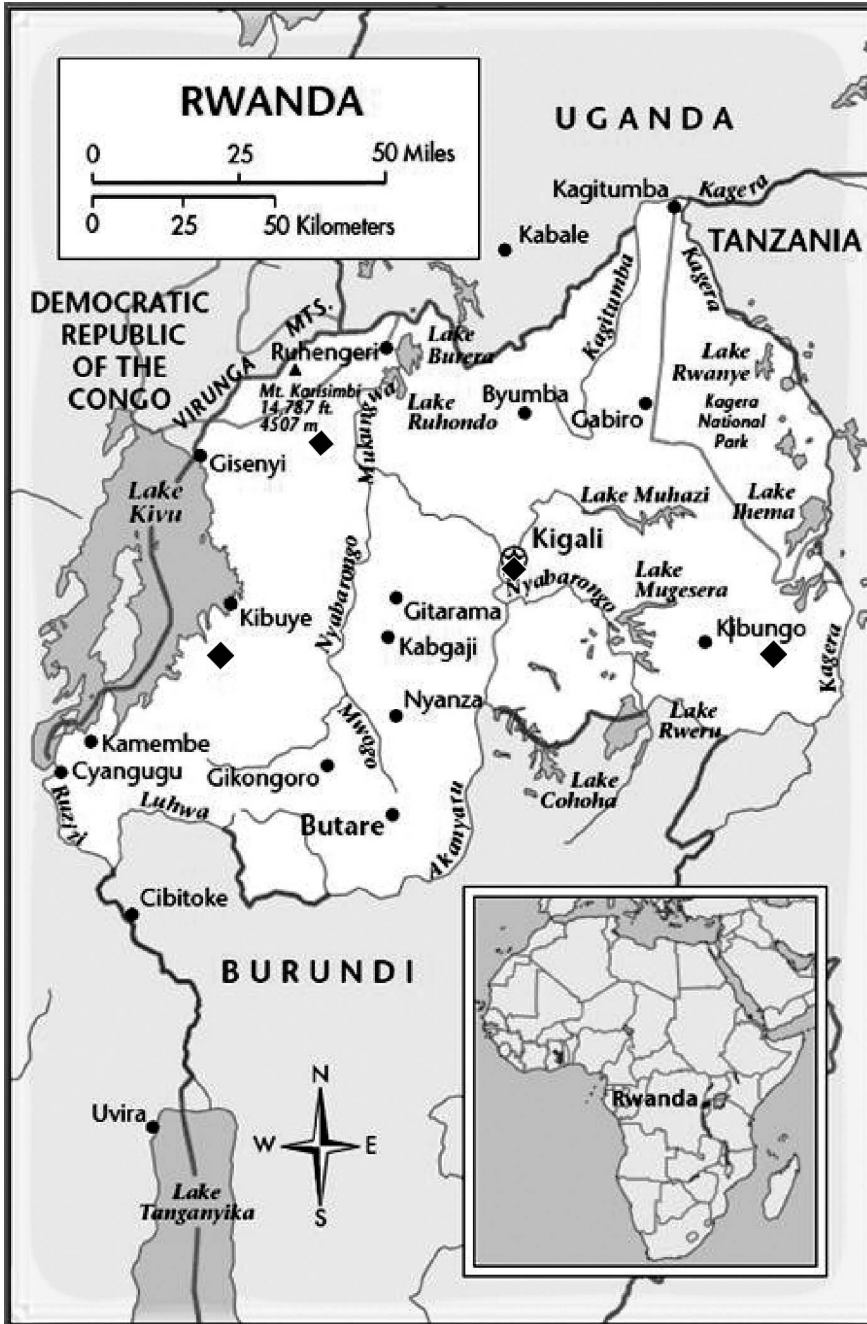 RWANDA
0 25 50 Miles
0 25 50 Kilometers
UGANDA
Kagitumba
Kagera
Kabale
TANZANIA
Kagitumba
Kagera
DEMOCRATIC
REPUBLIC
OF THE
CONGO
VIRUNGA
MTS.
Ruhengeri
Lake
Burera
Mt. Karisimbi
14,787 ft.
4507 m
Mukungwa
Lake
Ruhondo
Byumba
Gabiro
Lake
Rwanye
Kagera
National
Park
Gisenyi
Lake
Kivu
Lake Muhazi
Lake
Ihema
Kigali
Nyabarongo
Nyabarongo
Lake
Mugesera
Kibuye
Gitarama
Kabgaji
Kibungo
Kagera
Nyanza
Mwogo
Lake
Rweru
Kamembe
Cyangugu
Gikongoro
Lake
Cohoha
Ruzizi
Luhwa
Butare
Akanyaru
Cibitoke
BURUNDI
Uvira
N
W E
S
Lake
Tanganyika
Rwanda